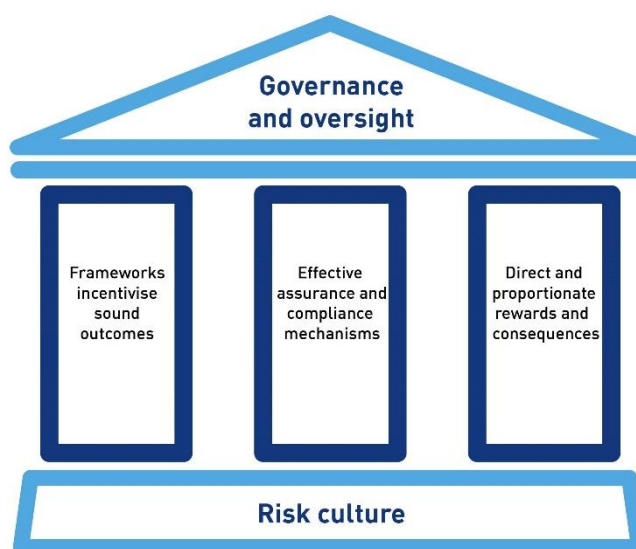 Governance
and oversight
Frameworks
incentivise
sound
outcomes
Effective
assurance and
compliance
mechanisms
Direct and
proportionate
rewards and
consequences
Risk culture